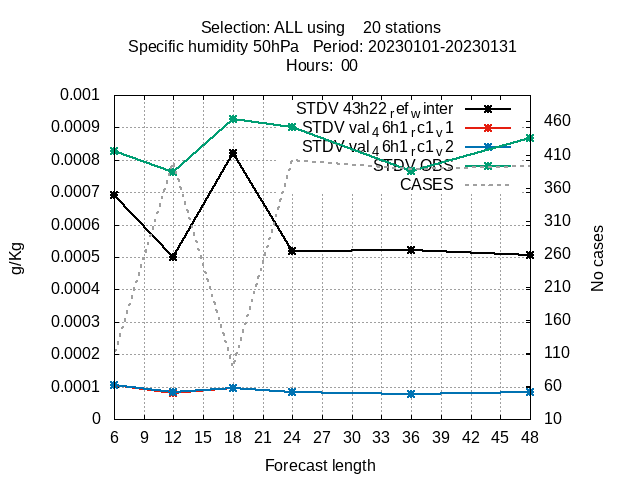 Selection: ALL using    20 stations
Specific humidity 50hPa   Period: 20230101-20230131
Hours:  00
STDV 43h22refwinter
STDV val46h1rc1v1
STDV val46h1rc1v2
STDV OBS
CASES
0.001
0.0009
0.0008
0.0007
0.0006
0.0005
0.0004
0.0003
0.0002
0.0001
0
g/Kg
460
410
360
310
260
210
160
110
60
10
No cases
6 9 12 15 18 21 24 27 30 33 36 39 42 45 48
Forecast length